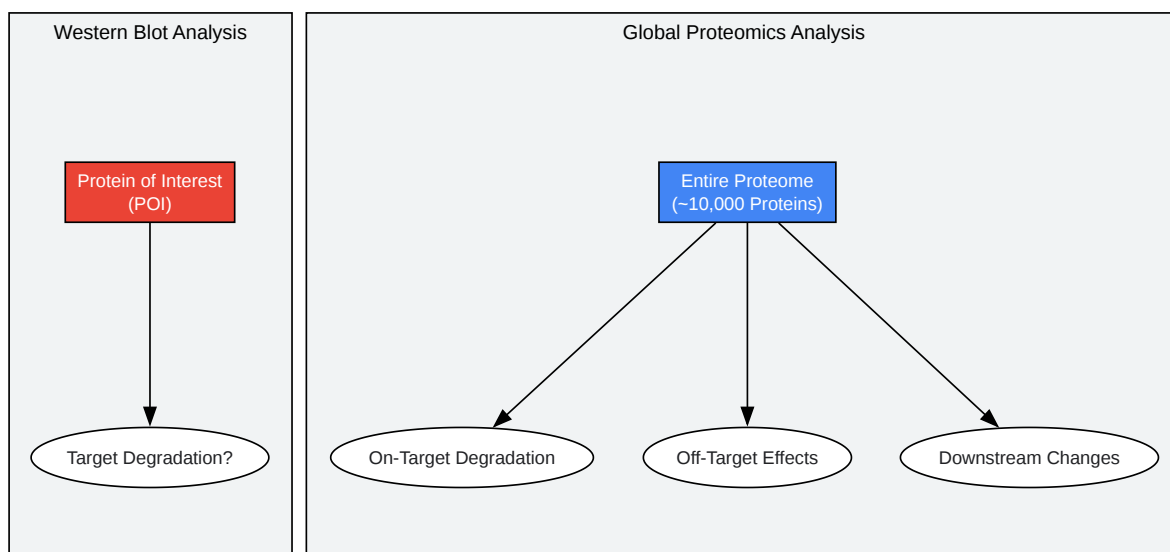 Western Blot Analysis
Protein of Interest
(POI)
Target Degradation?
Global Proteomics Analysis
Entire Proteome
(~10,000 Proteins)
On-Target Degradation
Off-Target Effects
Downstream Changes